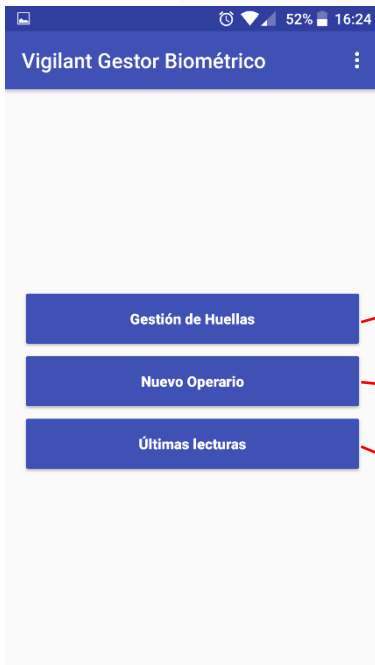 52% 16:24
Vigilant Gestor Biométrico
Gestión de Huellas
Nuevo Operario
Últimas lecturas